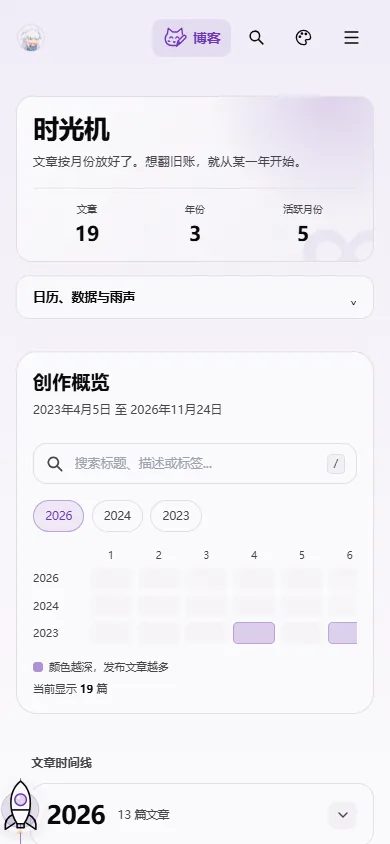 博客
时光机
文章按月份放好了。想翻旧账，就从某一年开始。
文章 年份 活跃月份
19 3 5
日历、数据与雨声
创作概览
2023年4月5日 至 2026年11月24日
搜索标题、描述或标签... /
2026 2024 2023
1 2 3 4 5 6
2026
2024
2023
颜色越深，发布文章越多
当前显示 19 篇
文章时间线
2026 13 篇文章